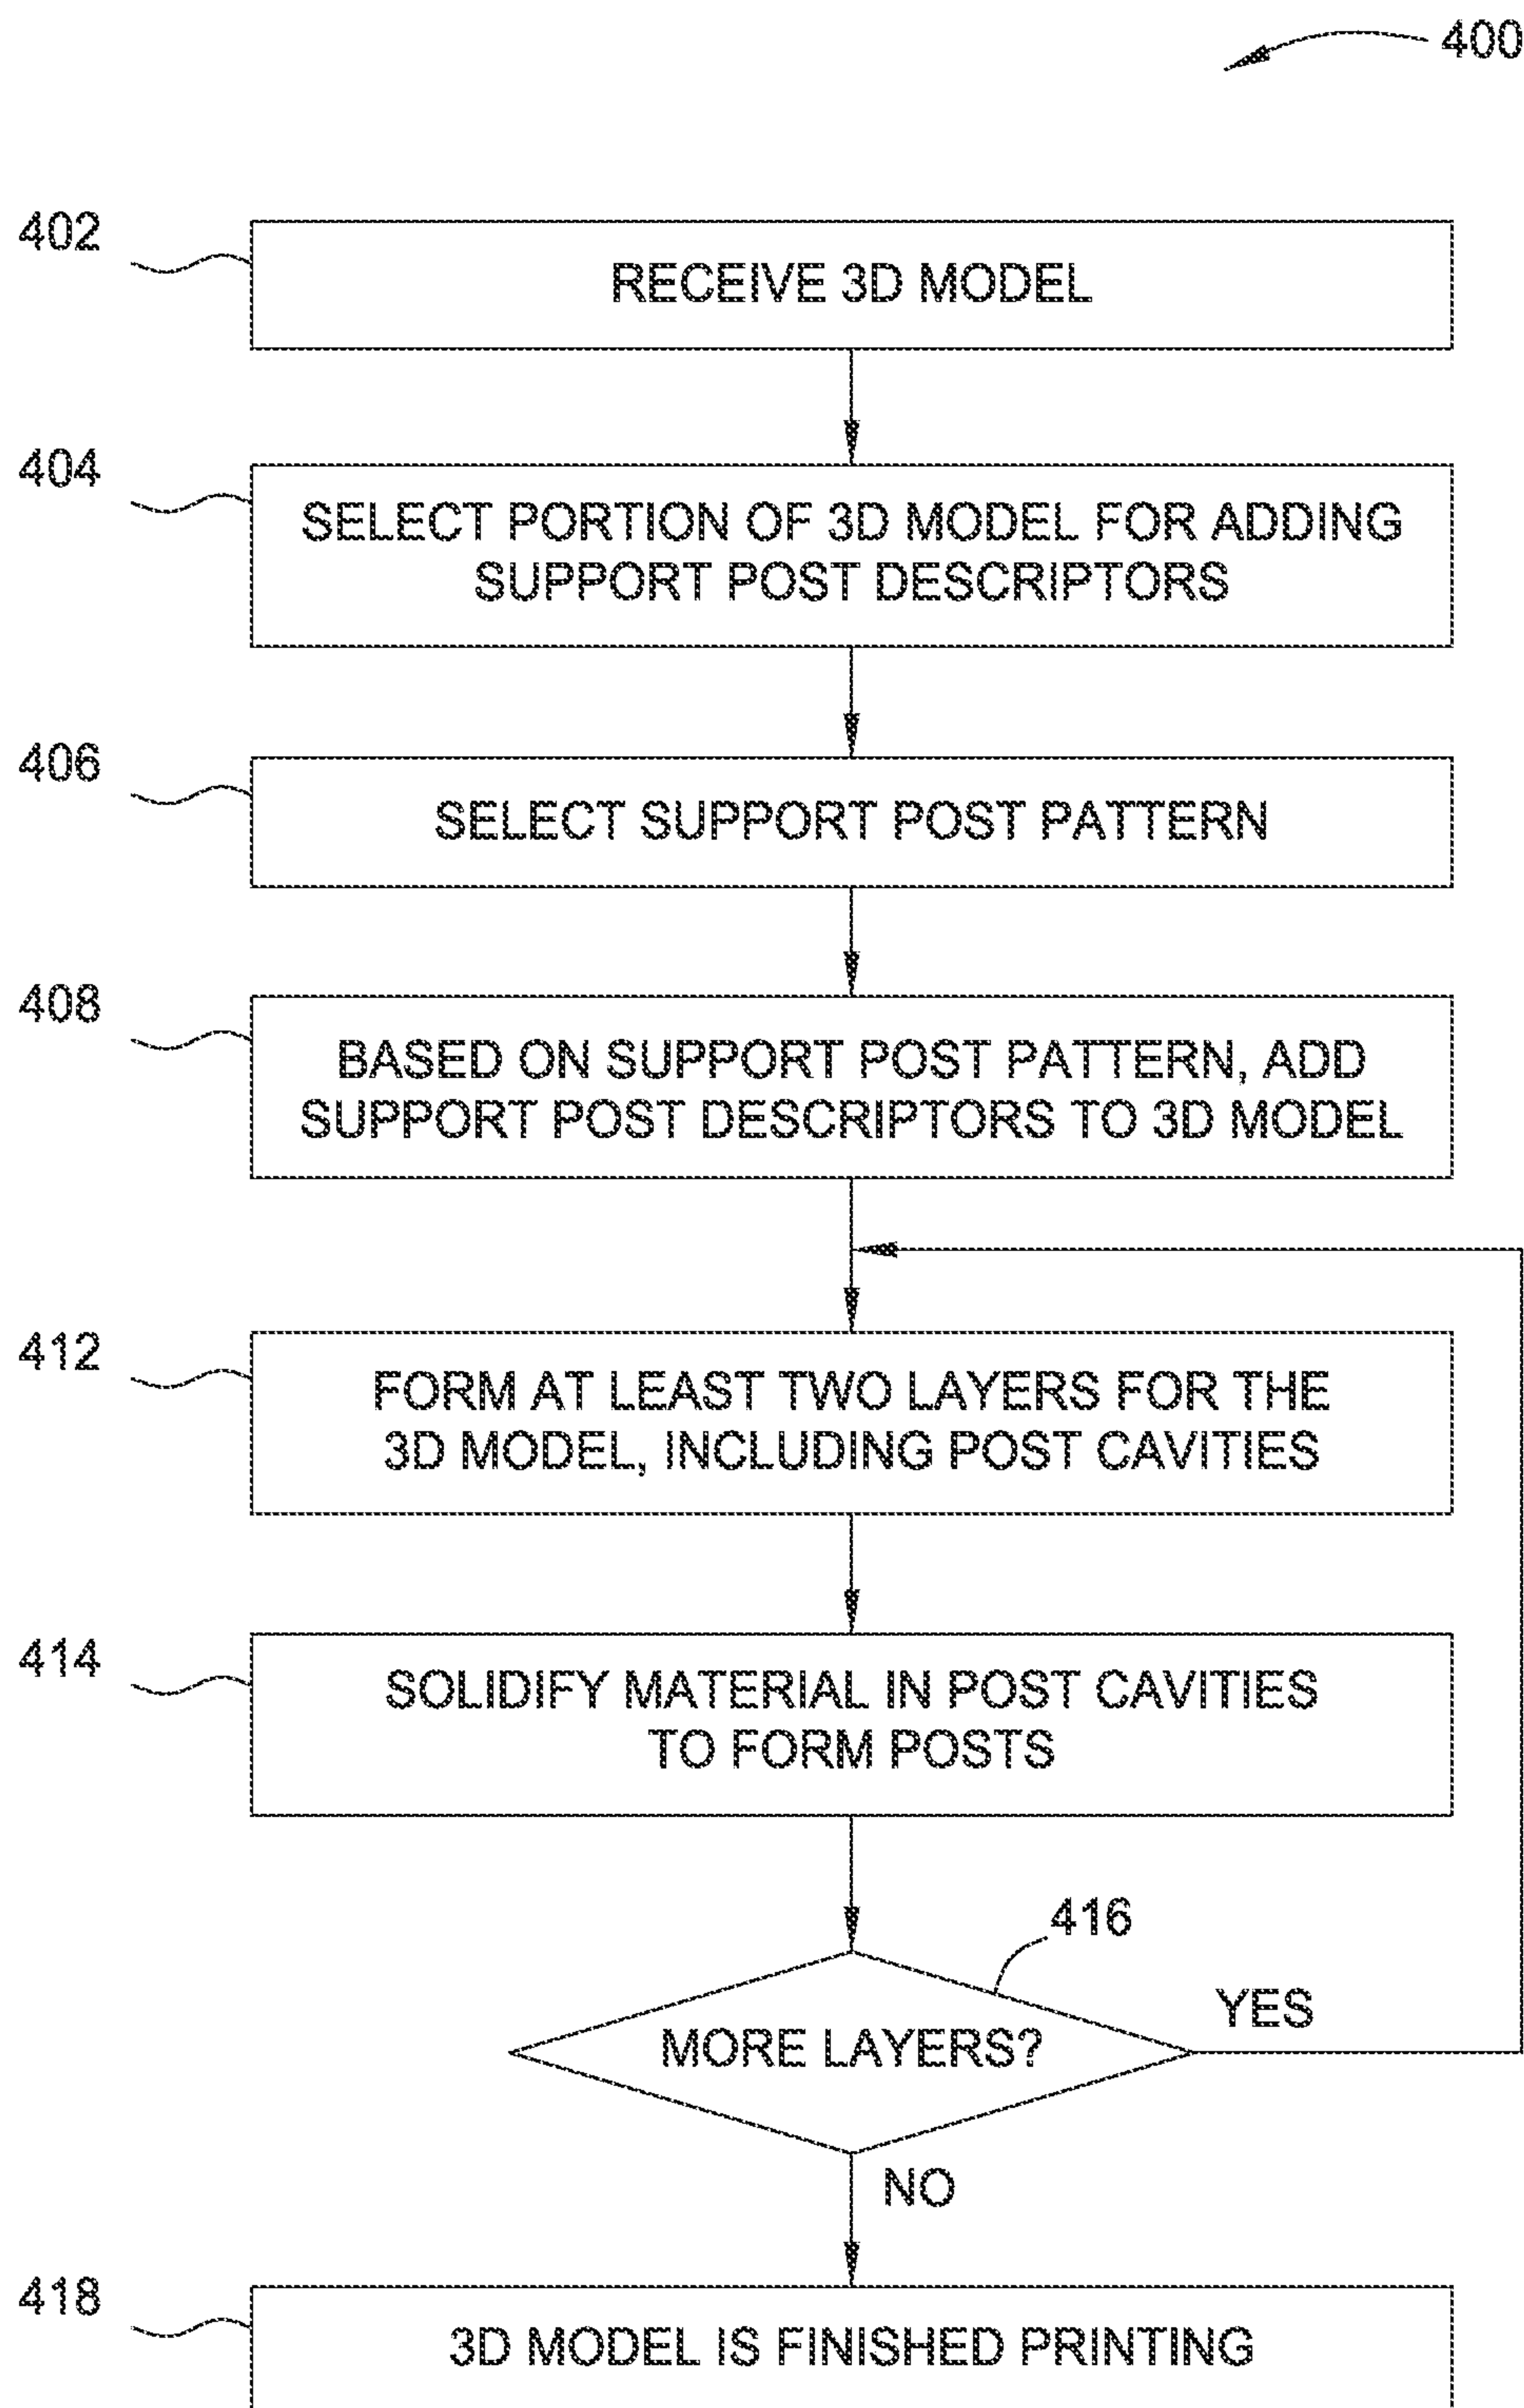 400
402
RECEIVE 3D MODEL
404
SELECT PORTION OF 3D MODEL FOR ADDING
SUPPORT POST DESCRIPTORS
406
SELECT SUPPORT POST PATTERN
408
BASED ON SUPPORT POST PATTERN, ADD
SUPPORT POST DESCRIPTORS TO 3D MODEL
412
FORM AT LEAST TWO LAYERS FOR THE
3D MODEL, INCLUDING POST CAVITIES
414
SOLIDIFY MATERIAL IN POST CAVITIES
TO FORM POSTS
416
MORE LAYERS?
YES
NO
418
3D MODEL IS FINISHED PRINTING